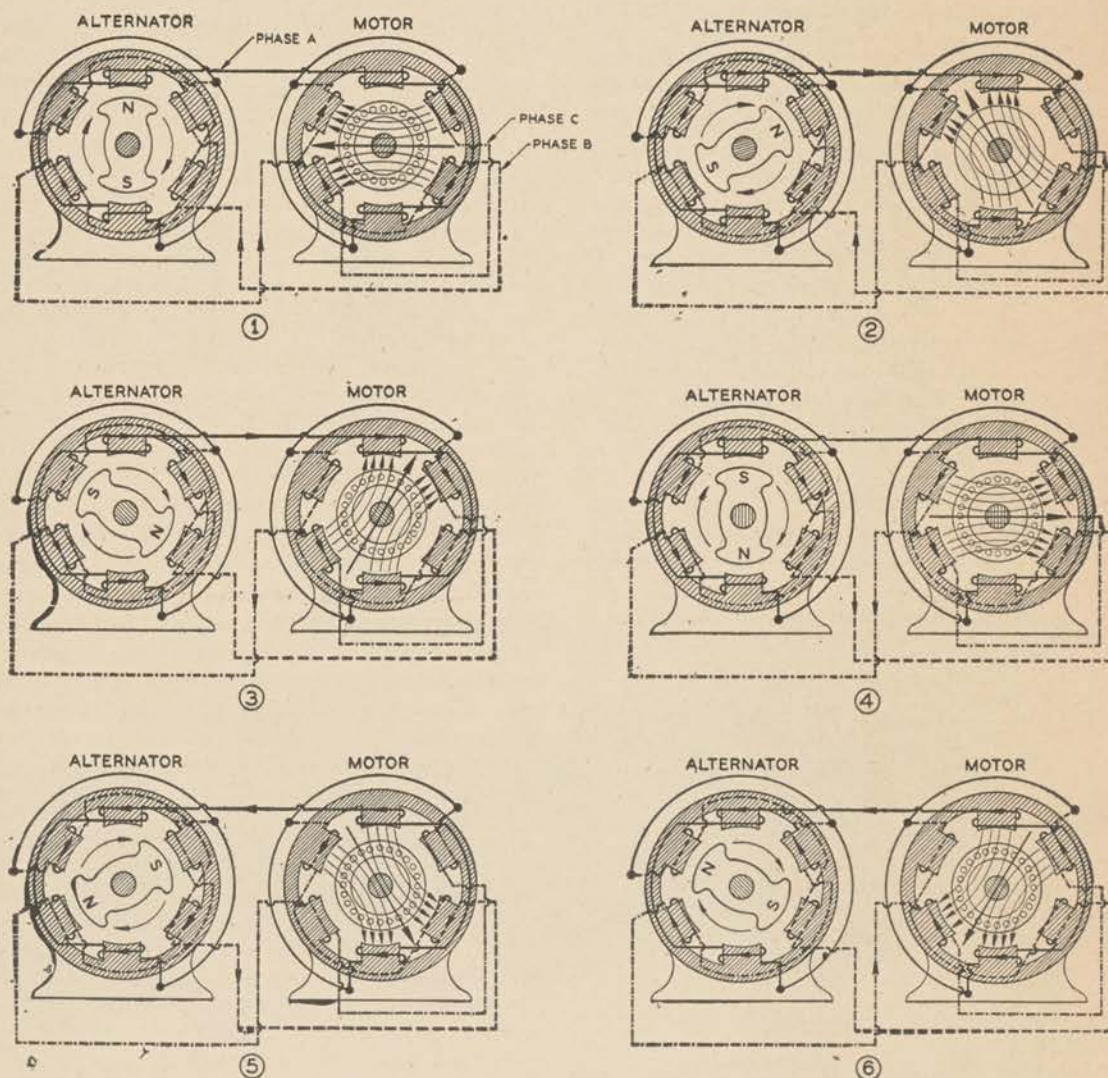 ALTERNATOR MOTOR
PHASE A
N
S
PHASE C
PHASE B
1
ALTERNATOR MOTOR
N
S
2
ALTERNATOR MOTOR
S
N
3
ALTERNATOR MOTOR
S
N
4
ALTERNATOR MOTOR
S
N
5
ALTERNATOR MOTOR
N
S
6